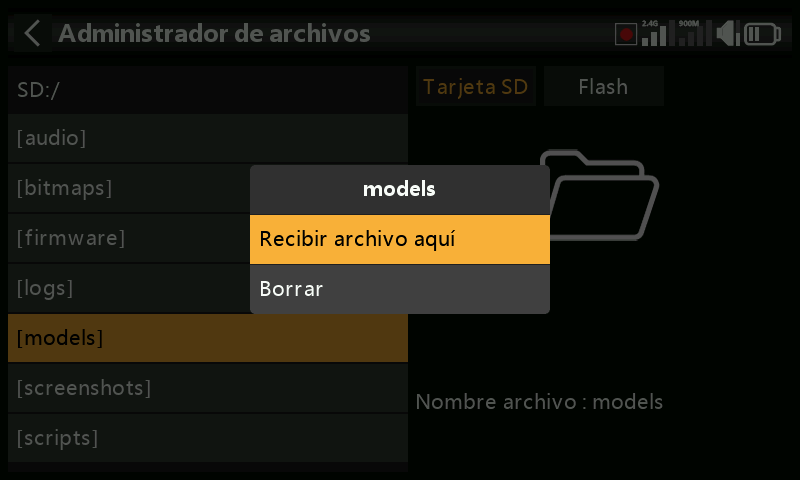 Administrador de archivos
2.4G
900M
SD:/
Tarjeta SD
Flash
[audio]
[bitmaps]
[firmware]
[logs]
[models]
[screenshots]
[scripts]
models
Recibir archivo aquí
Borrar
Nombre archivo : models